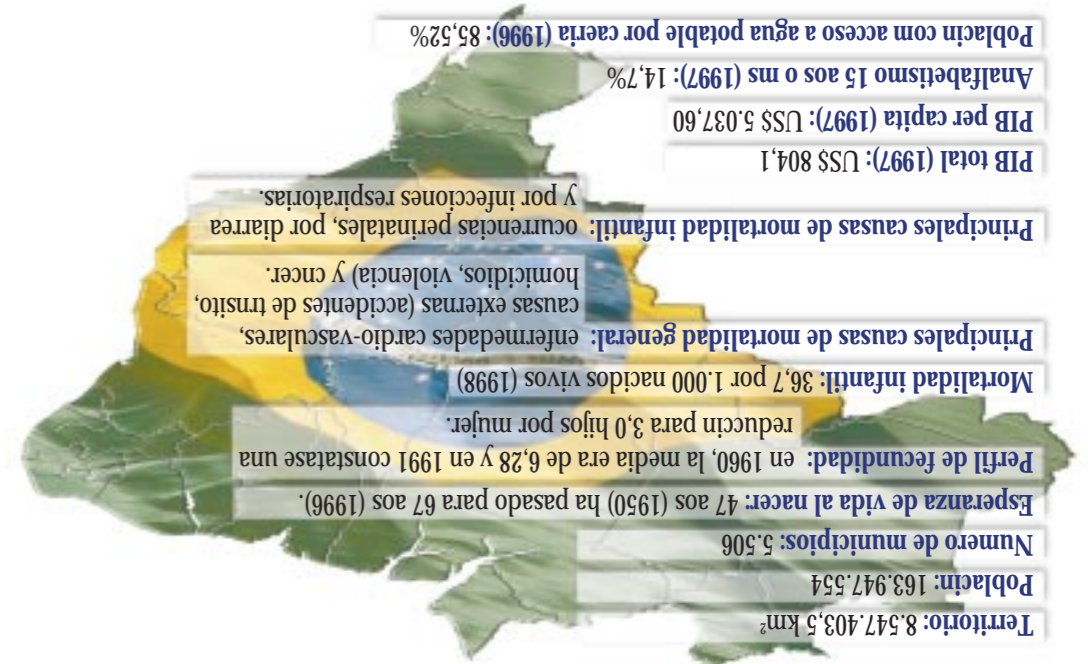 Territorio: 8.547.403,5 km²
Poblacin: 163.947.554
Numero de municipios: 5.506
Esperanza de vida al nacer: 47 aos (1950) ha pasado para 67 aos (1996).
Perfil de fecundidad: en 1960, la media era de 6,28 y en 1991 constatase una
reduccin para 3,0 hijos por mujer.
Mortalidad infantil: 36,7 por 1.000 nacidos vivos (1998)
Principales causas de mortalidad general: enfermedades cardio-vasculares,
causas externas (accidentes de trnsito,
homicidios, violencia) y cncer.
Principales causas de mortalidad infantil: ocurrencias perinatales, por diarrea
y por infecciones respiratorias.
PIB total (1997): US$ 804,1
PIB per capita (1997): US$ 5.037,60
Analfabetismo 15 aos o ms (1997): 14,7%
Poblacin com acceso a agua potable por caeria (1996): 85,52%